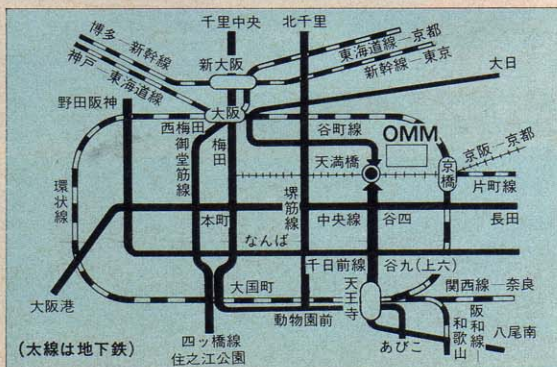 千里中央
北千里
博多―新幹線
神戸―東海道線
新大阪
東海道線―京都
新幹線―東京
大日
野田阪神
大阪
西梅田
梅田
谷町線
OMM
天満橋
京阪―京都
京橋
片町線
御堂筋線
環状線
堺筋線
本町
中央線
谷四
長田
なんば
千日前線
谷九(上六)
大阪港
大国町
天王寺
関西線―奈良
動物園前
阪和線―和歌山
八尾南
あびこ
四ッ橋線
住之江公園
(太線は地下鉄)